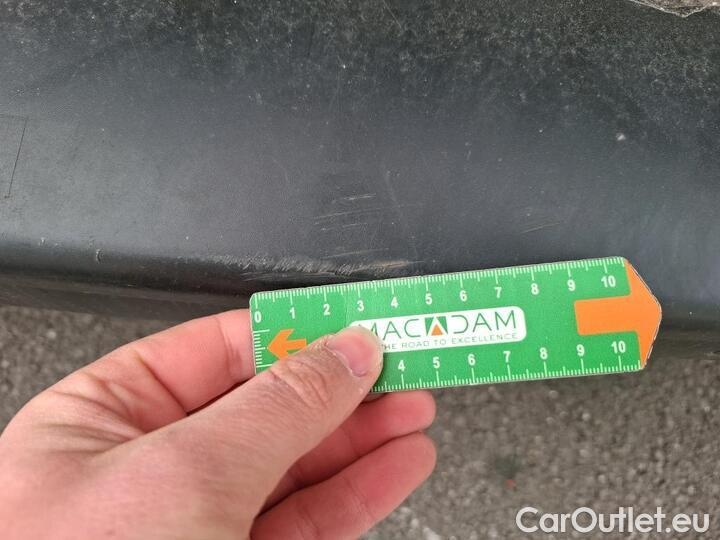 0 1 2 3 4 5 6 7 8 9 10
MACADAM
THE ROAD TO EXCELLENCE
4 5 6 7 8 9 10
CarOutlet.eu